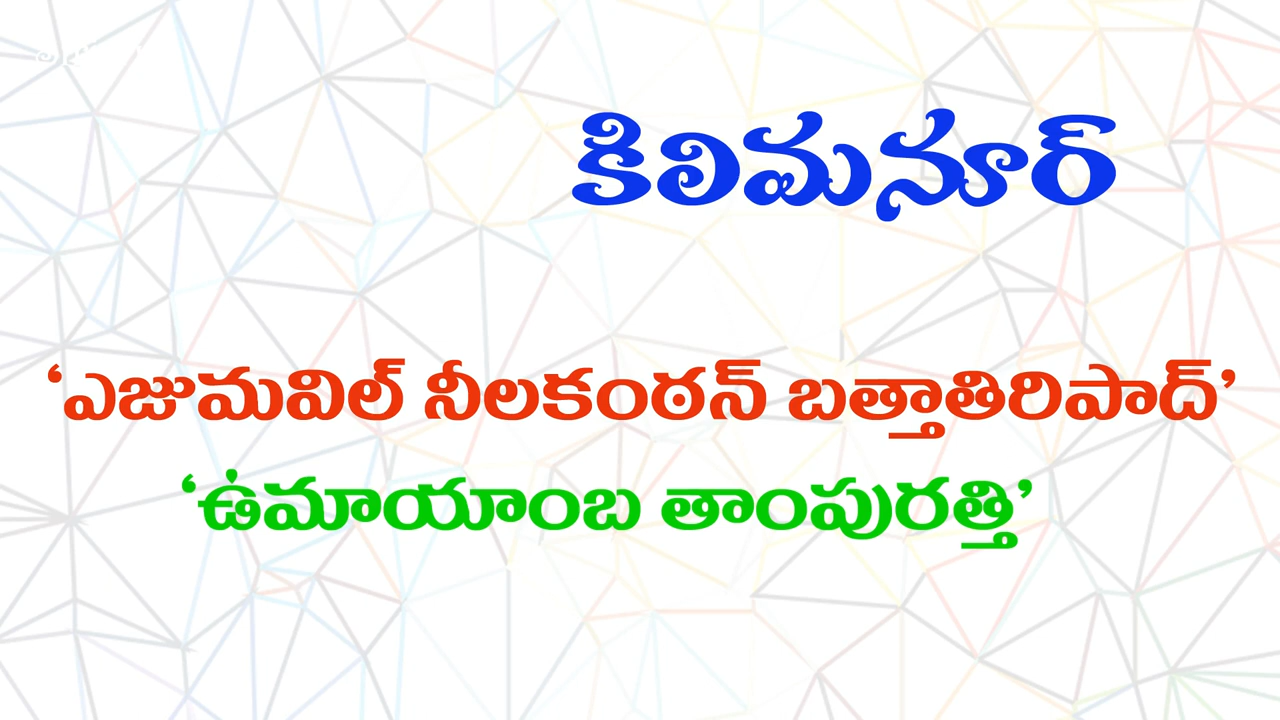 కిలిమనూర్
‘ఎజుమవిల్ నీలకంఠన్ బత్తాతిరిపాద్’
‘ఉమాయాంబ తాంపురత్తి’